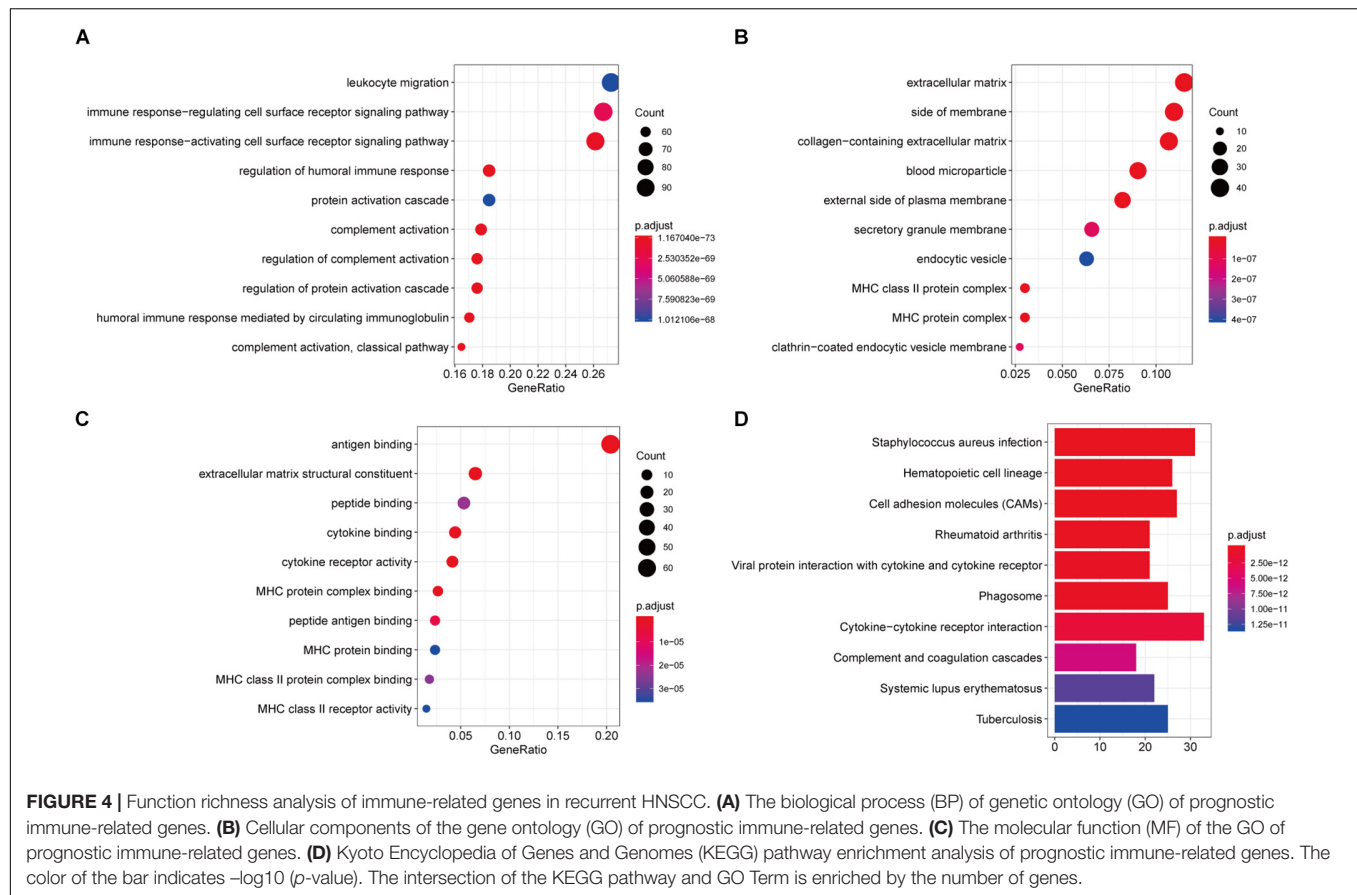 A
leukocyte migration
immune response−regulating cell surface receptor signaling pathway
immune response−activating cell surface receptor signaling pathway
regulation of humoral immune response
protein activation cascade
complement activation
regulation of complement activation
regulation of protein activation cascade
humoral immune response mediated by circulating immunoglobulin
complement activation, classical pathway
0.16 0.18 0.20 0.22 0.24 0.26
GeneRatio
Count
60
70
80
90
p.adjust
1.167040e−73
2.530352e−69
5.060588e−69
7.590823e−69
1.012106e−68
B
extracellular matrix
side of membrane
collagen−containing extracellular matrix
blood microparticle
external side of plasma membrane
secretory granule membrane
endocytic vesicle
MHC class II protein complex
MHC protein complex
clathrin−coated endocytic vesicle membrane
0.025 0.050 0.075 0.100
GeneRatio
Count
10
20
30
40
p.adjust
1e−07
2e−07
3e−07
4e−07
C
antigen binding
extracellular matrix structural constituent
peptide binding
cytokine binding
cytokine receptor activity
MHC protein complex binding
peptide antigen binding
MHC protein binding
MHC class II protein complex binding
MHC class II receptor activity
0.05 0.10 0.15 0.20
GeneRatio
Count
10
20
30
40
50
60
p.adjust
1e−05
2e−05
3e−05
D
Staphylococcus aureus infection
Hematopoietic cell lineage
Cell adhesion molecules (CAMs)
Rheumatoid arthritis
Viral protein interaction with cytokine and cytokine receptor
Phagosome
Cytokine−cytokine receptor interaction
Complement and coagulation cascades
Systemic lupus erythematosus
Tuberculosis
0 10 20 30
p.adjust
2.50e−12
5.00e−12
7.50e−12
1.00e−11
1.25e−11
FIGURE 4 | Function richness analysis of immune-related genes in recurrent HNSCC. (A) The biological process (BP) of genetic ontology (GO) of prognostic
immune-related genes. (B) Cellular components of the gene ontology (GO) of prognostic immune-related genes. (C) The molecular function (MF) of the GO of
prognostic immune-related genes. (D) Kyoto Encyclopedia of Genes and Genomes (KEGG) pathway enrichment analysis of prognostic immune-related genes. The
color of the bar indicates –log10 (p-value). The intersection of the KEGG pathway and GO Term is enriched by the number of genes.